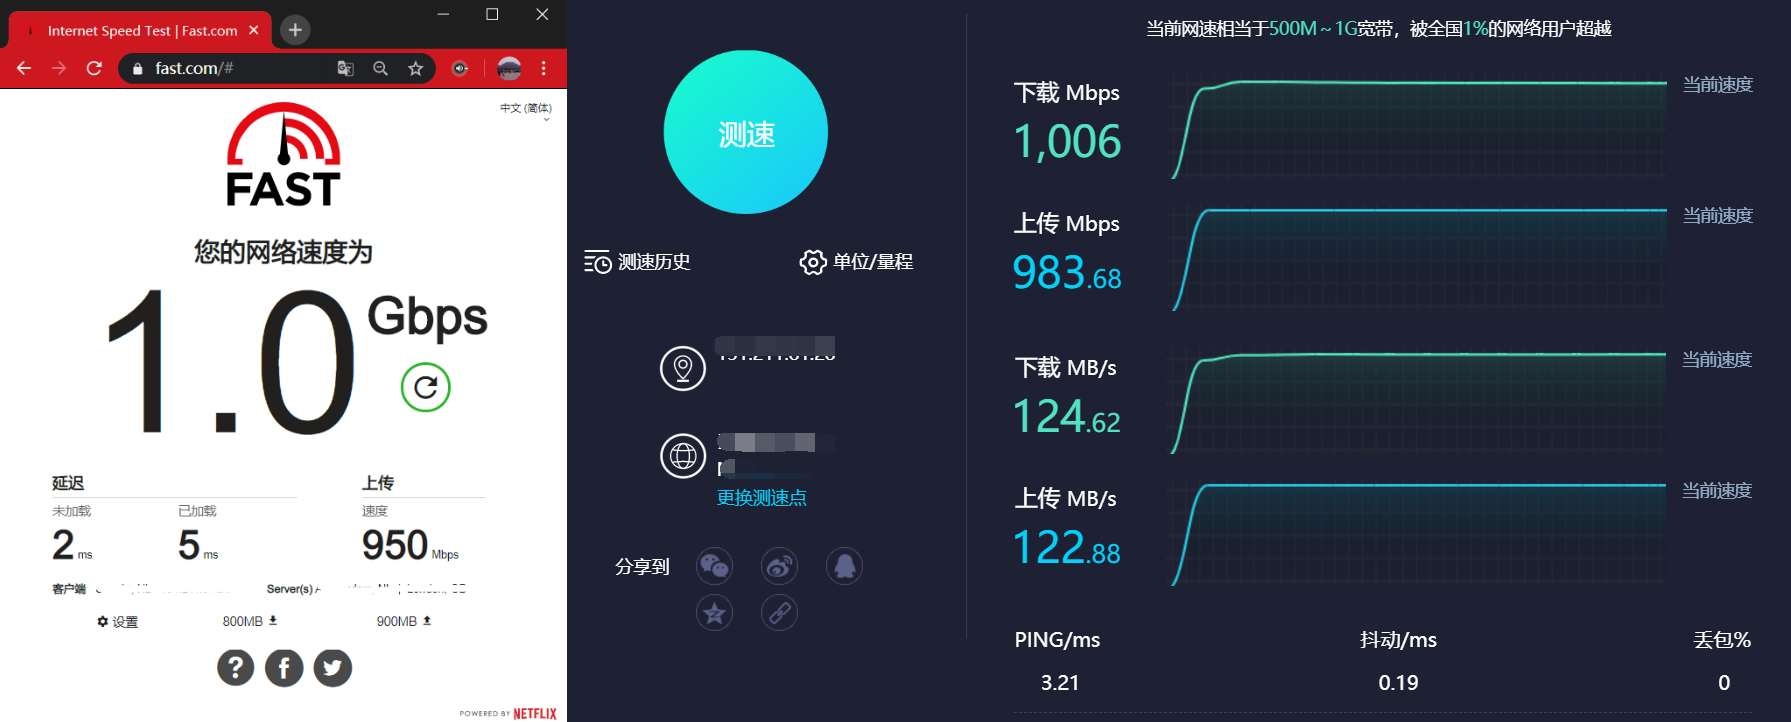 Internet Speed Test | Fast.com
fast.com/#
中文 (简体)
FAST
您的网络速度为
1.0 Gbps
延迟
上传
未加载
已加载
速度
2 ms
5 ms
950 Mbps
客户端
Server(s)
设置
800MB
900MB
POWERED BY NETFLIX
测速
测速历史
单位/量程
更换测速点
分享到
当前网速相当于500M～1G宽带，被全国1%的网络用户超越
下载 Mbps
1,006
当前速度
上传 Mbps
983.68
当前速度
下载 MB/s
124.62
当前速度
上传 MB/s
122.88
当前速度
PING/ms
抖动/ms
丢包%
3.21
0.19
0